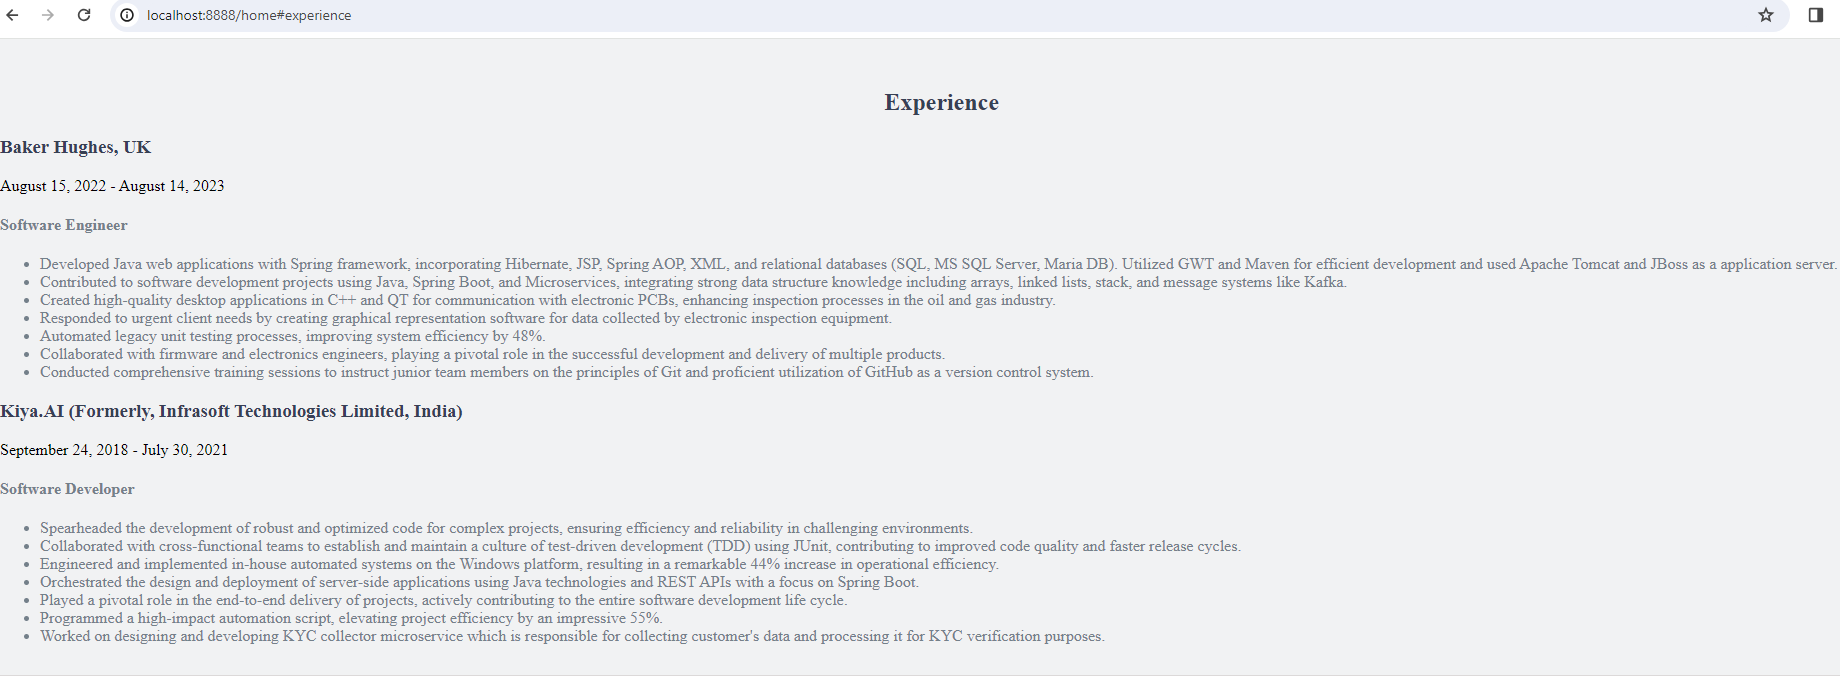 localhost:8888/home#experience
Experience
Baker Hughes, UK
August 15, 2022 - August 14, 2023
Software Engineer
Developed Java web applications with Spring framework, incorporating Hibernate, JSP, Spring AOP, XML, and relational databases (SQL, MS SQL Server, Maria DB). Utilized GWT and Maven for efficient development and used Apache Tomcat and JBoss as a application server.
Contributed to software development projects using Java, Spring Boot, and Microservices, integrating strong data structure knowledge including arrays, linked lists, stack, and message systems like Kafka.
Created high-quality desktop applications in C++ and QT for communication with electronic PCBs, enhancing inspection processes in the oil and gas industry.
Responded to urgent client needs by creating graphical representation software for data collected by electronic inspection equipment.
Automated legacy unit testing processes, improving system efficiency by 48%.
Collaborated with firmware and electronics engineers, playing a pivotal role in the successful development and delivery of multiple products.
Conducted comprehensive training sessions to instruct junior team members on the principles of Git and proficient utilization of GitHub as a version control system.
Kiya.AI (Formerly, Infrasoft Technologies Limited, India)
September 24, 2018 - July 30, 2021
Software Developer
Spearheaded the development of robust and optimized code for complex projects, ensuring efficiency and reliability in challenging environments.
Collaborated with cross-functional teams to establish and maintain a culture of test-driven development (TDD) using JUnit, contributing to improved code quality and faster release cycles.
Engineered and implemented in-house automated systems on the Windows platform, resulting in a remarkable 44% increase in operational efficiency.
Orchestrated the design and deployment of server-side applications using Java technologies and REST APIs with a focus on Spring Boot.
Played a pivotal role in the end-to-end delivery of projects, actively contributing to the entire software development life cycle.
Programmed a high-impact automation script, elevating project efficiency by an impressive 55%.
Worked on designing and developing KYC collector microservice which is responsible for collecting customer's data and processing it for KYC verification purposes.